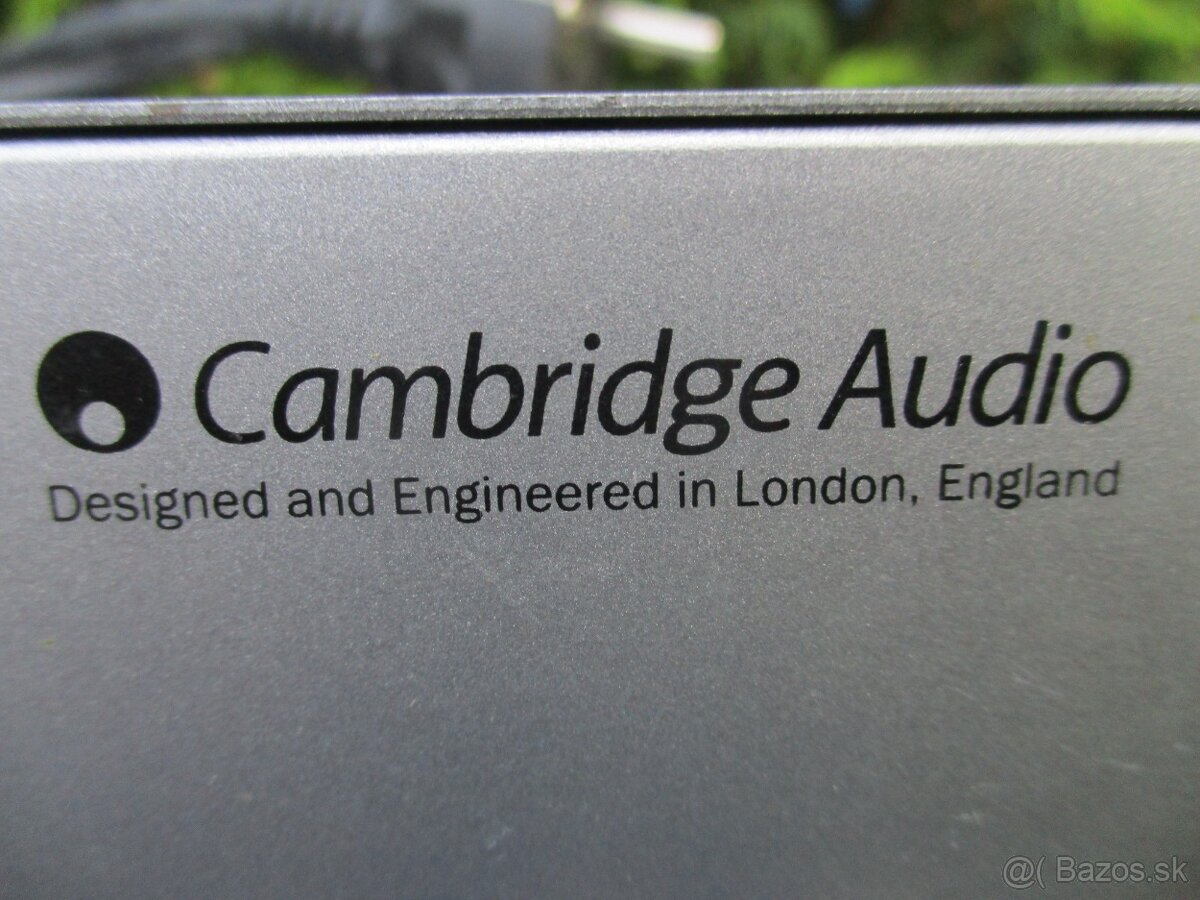 Cambridge Audio
Designed and Engineered in London, England
@( Bazos.sk